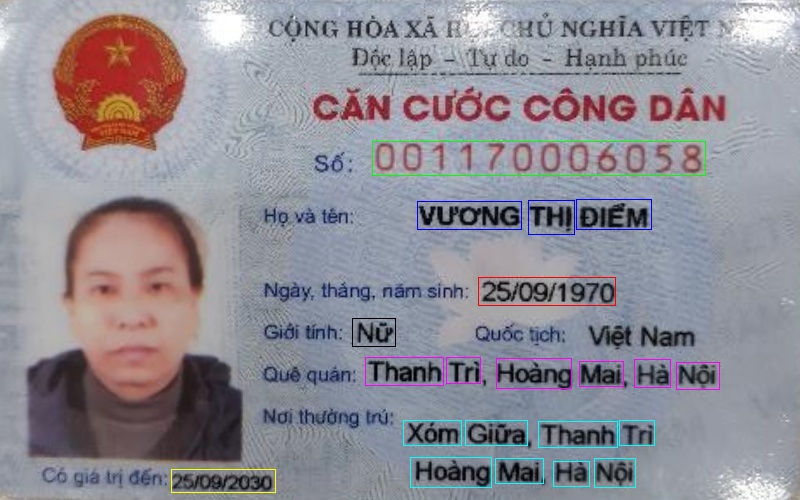 CỘNG HÒA XÃ CHỦ NGHĨA VIỆT
Độc lập - Tự do - Hạnh phúc
CĂN CƯỚC CÔNG DÂN
Số: 001170006058
Họ và tên: VƯƠNG THỊ ĐIỂM
Ngày, tháng, năm sinh: 25/09/1970
Giới tính: Nữ Quốc tịch: Việt Nam
Quê quán: Thanh Trì, Hoàng Mai, Hà Nội
Nơi thường trú:
Xóm Giữa, Thanh Trì
Hoàng Mai, Hà Nội
Có giá trị đến: 25/09/2030